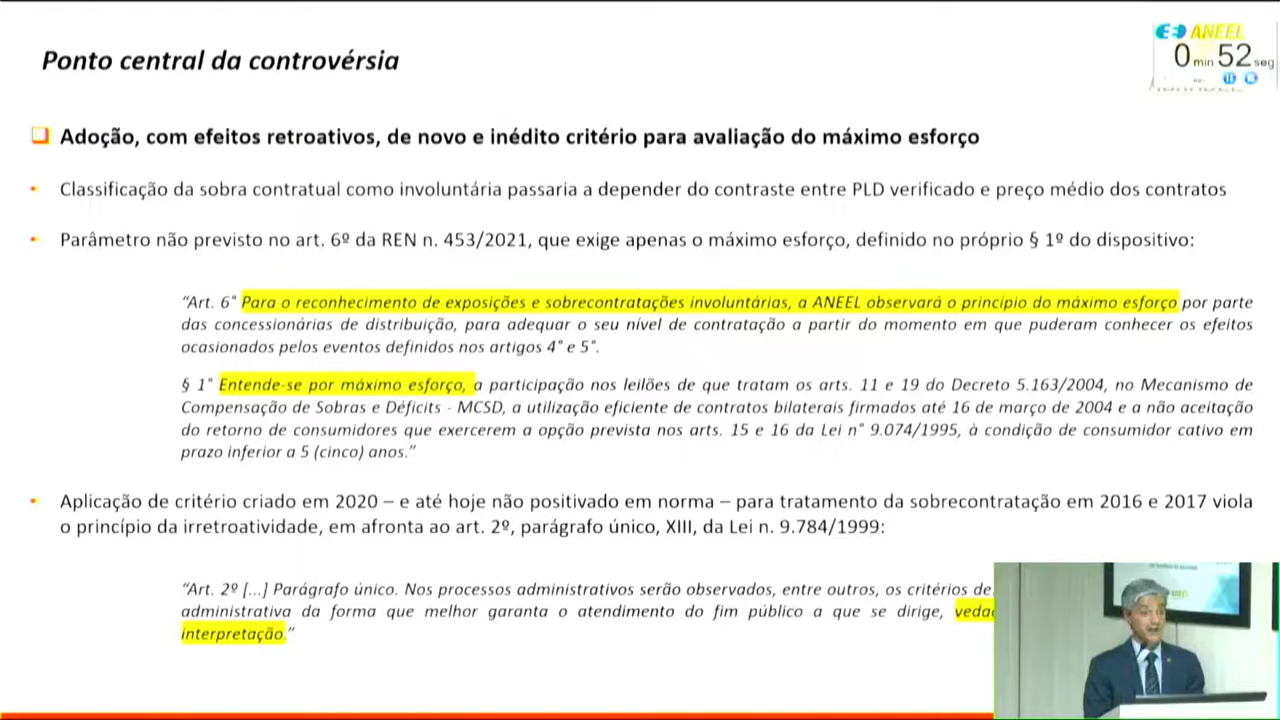 Ponto central da controvérsia
ANEEL
0 min 52 seg
Adoção, com efeitos retroativos, de novo e inédito critério para avaliação do máximo esforço
• Classificação da sobra contratual como involuntária passaria a depender do contraste entre PLD verificado e preço médio dos contratos
• Parâmetro não previsto no art. 6º da REN n. 453/2021, que exige apenas o máximo esforço, definido no próprio § 1º do dispositivo:
“Art. 6° Para o reconhecimento de exposições e sobrecontratações involuntárias, a ANEEL observará o princípio do máximo esforço por parte
das concessionárias de distribuição, para adequar o seu nível de contratação a partir do momento em que puderam conhecer os efeitos
ocasionados pelos eventos definidos nos artigos 4° e 5°.
§ 1° Entende-se por máximo esforço, a participação nos leilões de que tratam os arts. 11 e 19 do Decreto 5.163/2004, no Mecanismo de
Compensação de Sobras e Déficits - MCSD, a utilização eficiente de contratos bilaterais firmados até 16 de março de 2004 e a não aceitação
do retorno de consumidores que exercerem a opção prevista nos arts. 15 e 16 da Lei n° 9.074/1995, à condição de consumidor cativo em
prazo inferior a 5 (cinco) anos.”
• Aplicação de critério criado em 2020 – e até hoje não positivado em norma – para tratamento da sobrecontratação em 2016 e 2017 viola
o princípio da irretroatividade, em afronta ao art. 2º, parágrafo único, XIII, da Lei n. 9.784/1999:
“Art. 2º [...] Parágrafo único. Nos processos administrativos serão observados, entre outros, os critérios de
administrativa da forma que melhor garanta o atendimento do fim público a que se dirige,
interpretação.”